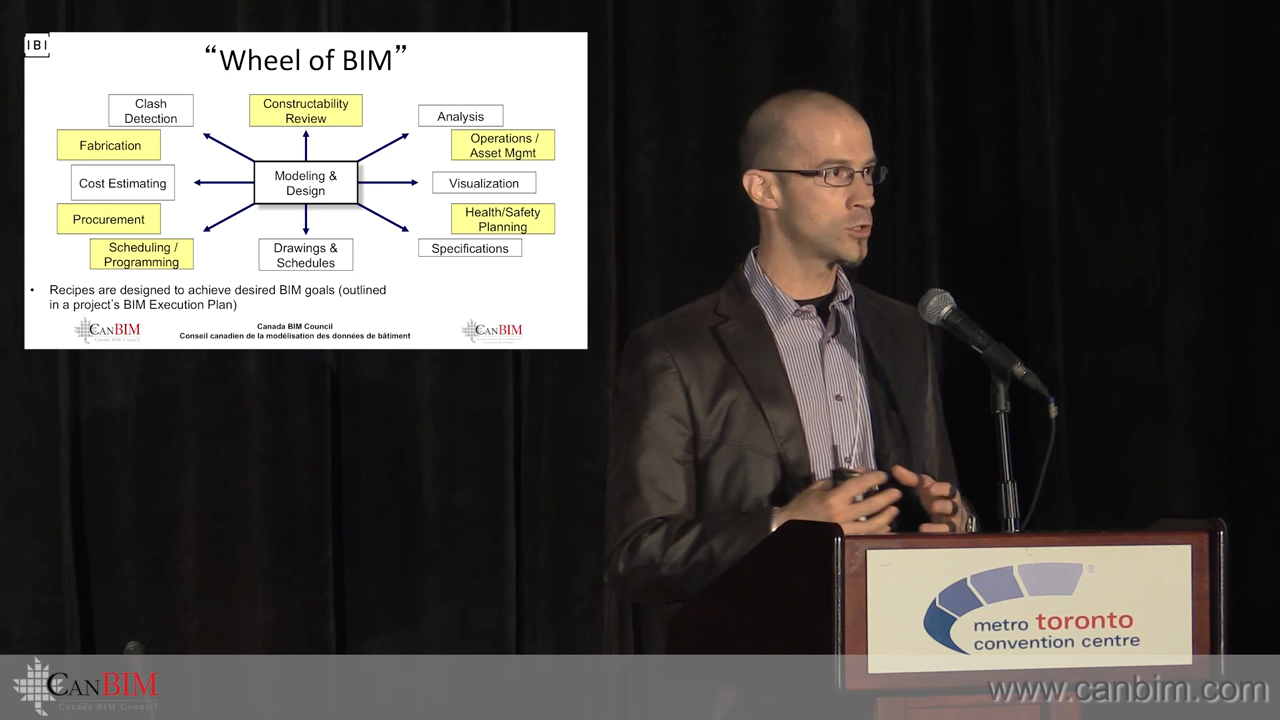 IBI
“Wheel of BIM”
Clash
Detection
Constructability
Review
Analysis
Fabrication
Operations /
Asset Mgmt
Cost Estimating
Modeling &
Design
Visualization
Procurement
Health/Safety
Planning
Scheduling /
Programming
Drawings &
Schedules
Specifications
• Recipes are designed to achieve desired BIM goals (outlined
in a project’s BIM Execution Plan)
CANBIM
Canada BIM Council
Canada BIM Council
Conseil canadien de la modélisation des données de bâtiment
CANBIM
metro toronto
convention centre
®
CANBIM
Canada BIM Council
www.canbim.com